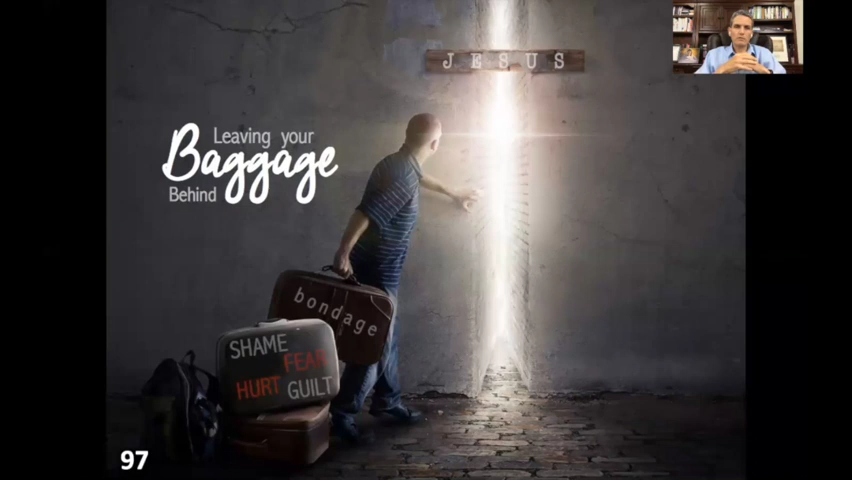 JESUS
Leaving your
Baggage
Behind
bondage
SHAME
FEAR
HURT GUILT
97